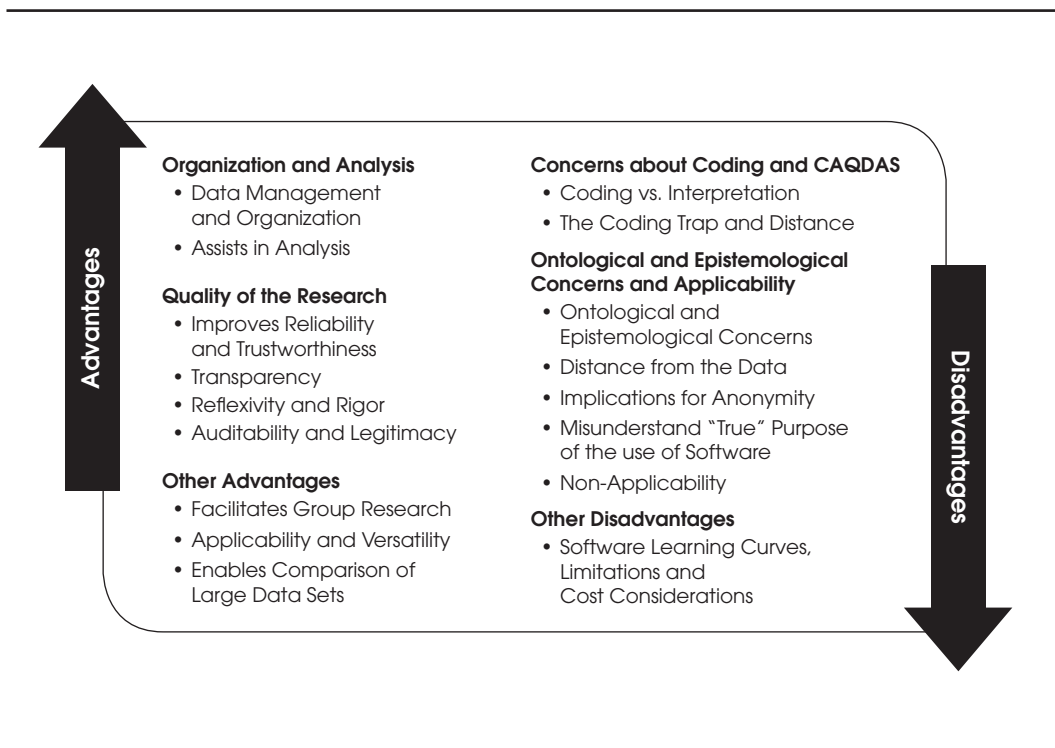 Advantages
Organization and Analysis
• Data Management
and Organization
• Assists in Analysis
Quality of the Research
• Improves Reliability
and Trustworthiness
• Transparency
• Reflexivity and Rigor
• Auditability and Legitimacy
Other Advantages
• Facilitates Group Research
• Applicability and Versatility
• Enables Comparison of
Large Data Sets
Concerns about Coding and CAQDAS
• Coding vs. Interpretation
• The Coding Trap and Distance
Ontological and Epistemological
Concerns and Applicability
• Ontological and
Epistemological Concerns
• Distance from the Data
• Implications for Anonymity
• Misunderstand “True” Purpose
of the use of Software
• Non-Applicability
Other Disadvantages
• Software Learning Curves,
Limitations and
Cost Considerations
Disadvantages